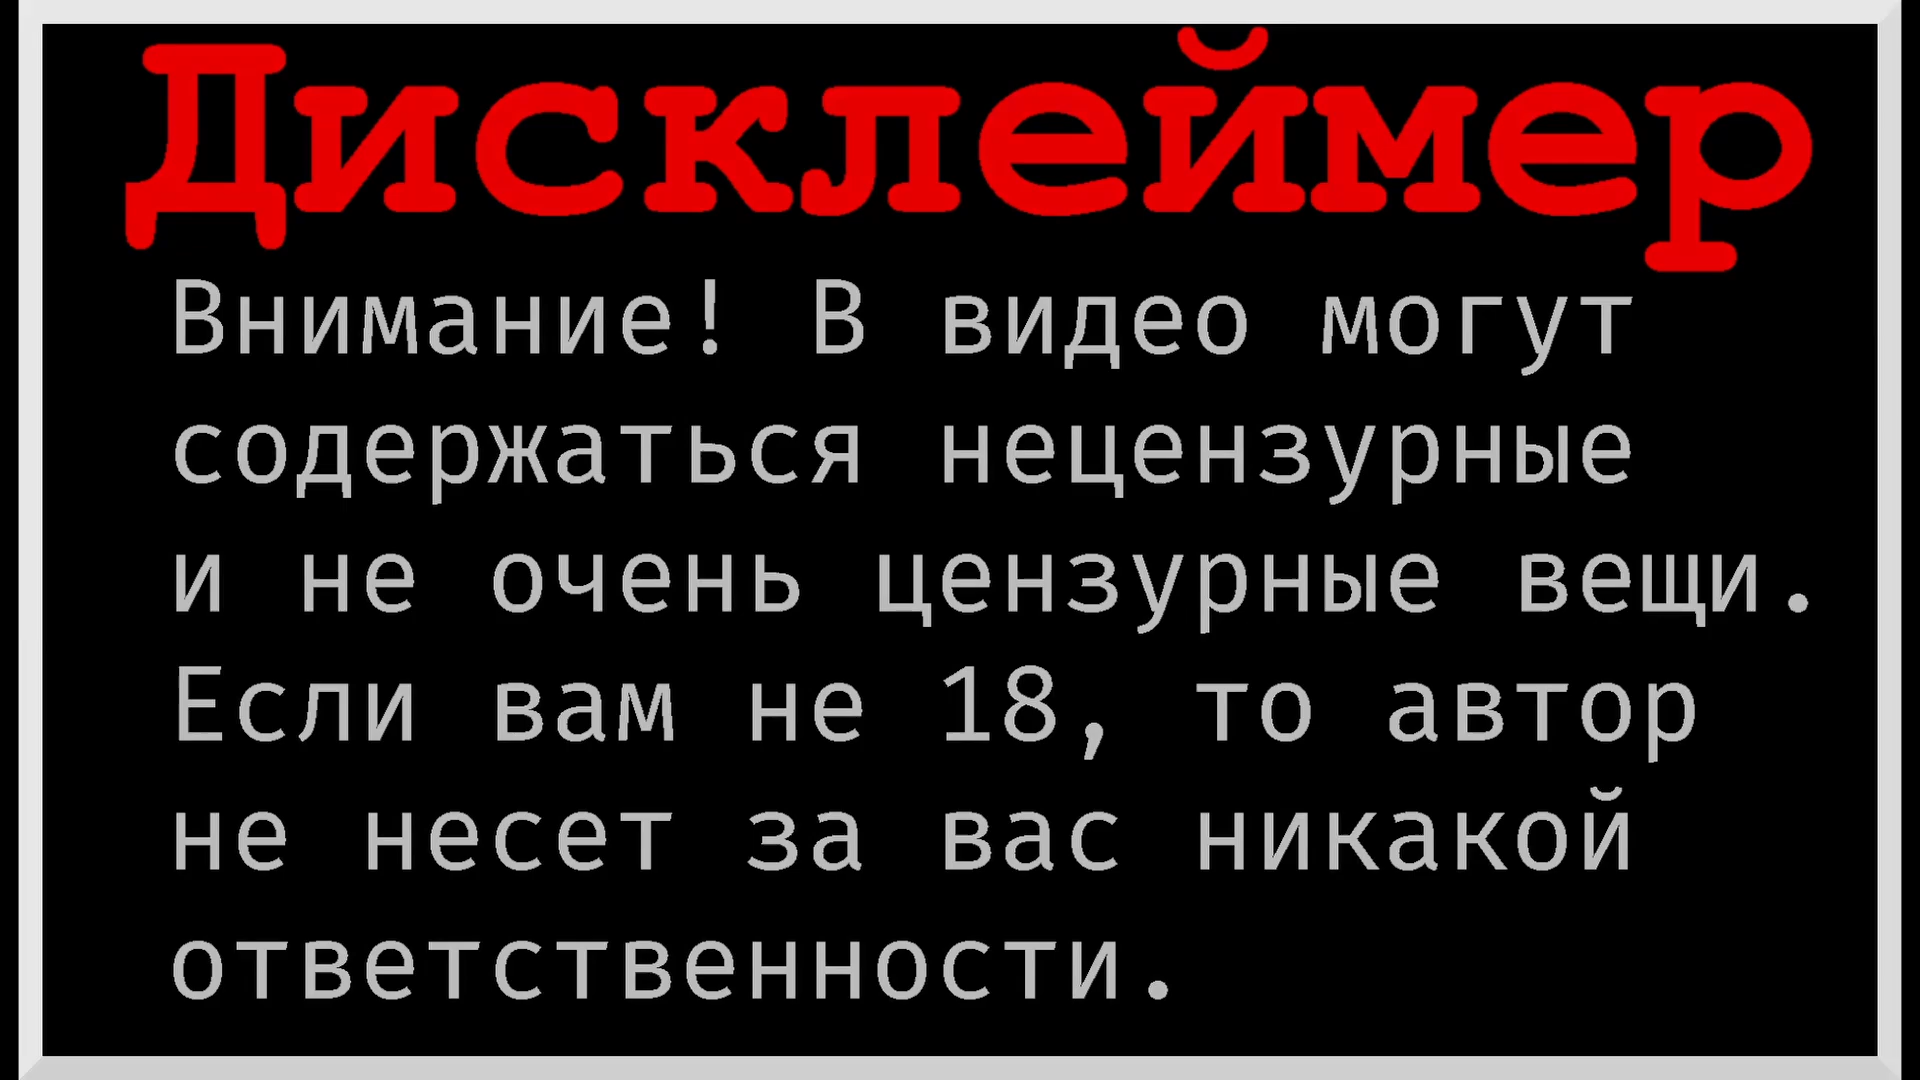 Дисклеймер
Внимание! В видео могут
содержаться нецензурные
и не очень цензурные вещи.
Если вам не 18, то автор
не несет за вас никакой
ответственности.